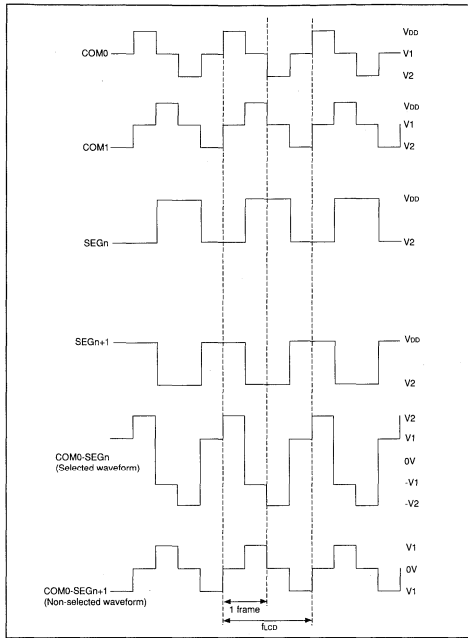 VDD
COM0
V1
V2
VDD
V1
COM1
V2
VDD
SEGn
V2
SEGn+1
VDD
V2
V2
V1
COM0-SEGn
(Selected waveform)
0V
-V1
-V2
V1
0V
COM0-SEGn+1
(Non-selected waveform)
V1
1 frame
fLCD